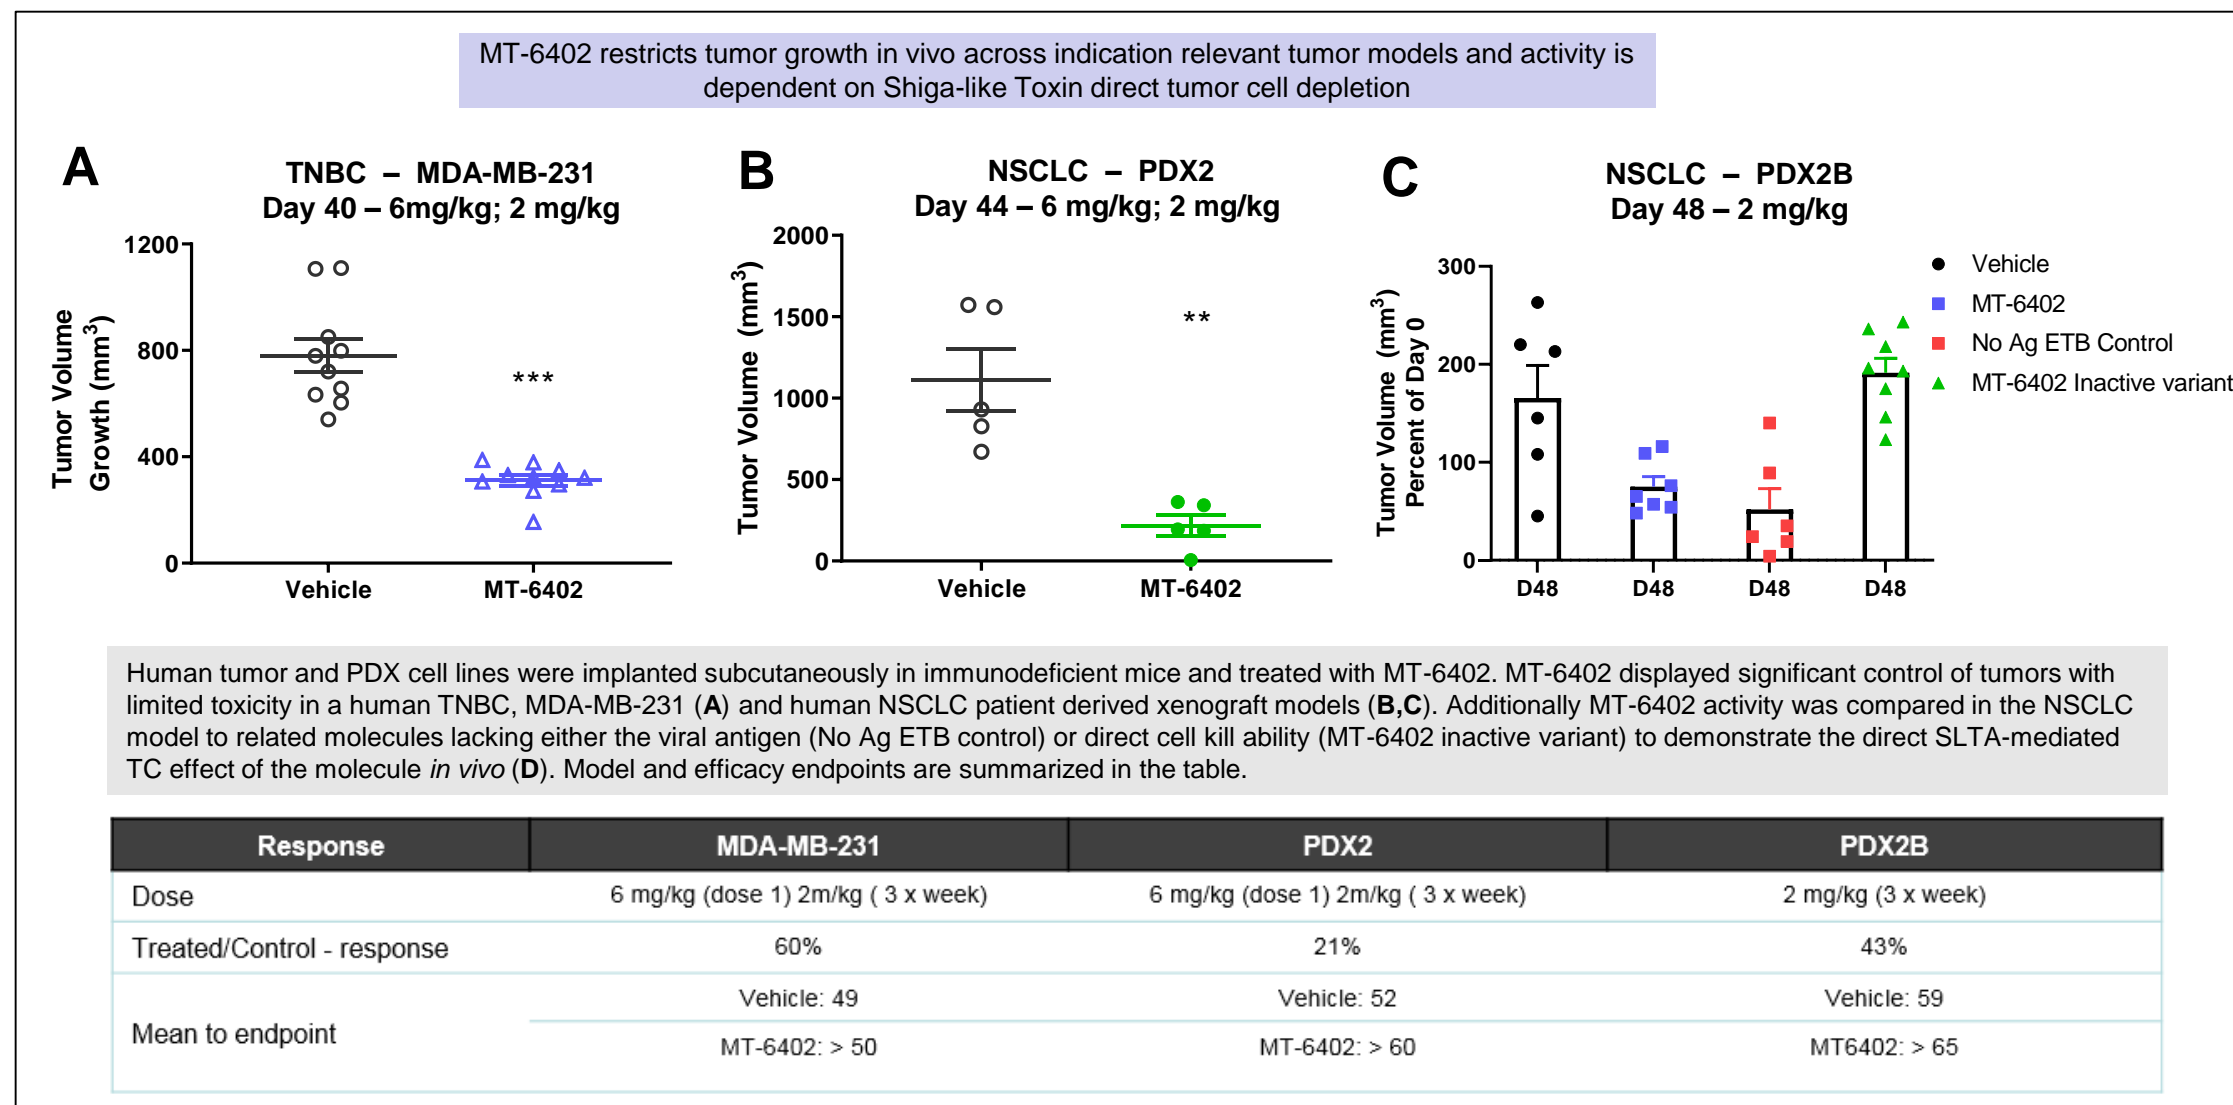 MT-6402 restricts tumor growth in vivo across indication relevant tumor models and activity is
dependent on Shiga-like Toxin direct tumor cell depletion
A
TNBC – MDA-MB-231
Day 40 – 6mg/kg; 2 mg/kg
Tumor Volume
Growth (mm³)
1200
800
400
0
***
Vehicle
MT-6402
B
NSCLC – PDX2
Day 44 – 6 mg/kg; 2 mg/kg
Tumor Volume (mm³)
2000
1500
1000
500
0
**
Vehicle
MT-6402
C
NSCLC – PDX2B
Day 48 – 2 mg/kg
Tumor Volume (mm³)
Percent of Day 0
300
200
100
0
D48
D48
D48
D48
Vehicle
MT-6402
No Ag ETB Control
MT-6402 Inactive variant
Human tumor and PDX cell lines were implanted subcutaneously in immunodeficient mice and treated with MT-6402. MT-6402 displayed significant control of tumors with
limited toxicity in a human TNBC, MDA-MB-231 (A) and human NSCLC patient derived xenograft models (B,C). Additionally MT-6402 activity was compared in the NSCLC
model to related molecules lacking either the viral antigen (No Ag ETB control) or direct cell kill ability (MT-6402 inactive variant) to demonstrate the direct SLTA-mediated
TC effect of the molecule in vivo (D). Model and efficacy endpoints are summarized in the table.
Response MDA-MB-231 PDX2 PDX2B
Dose 6 mg/kg (dose 1) 2m/kg ( 3 x week) 6 mg/kg (dose 1) 2m/kg ( 3 x week) 2 mg/kg (3 x week)
Treated/Control - response 60% 21% 43%
Mean to endpoint
Vehicle: 49 Vehicle: 52 Vehicle: 59
MT-6402: > 50 MT-6402: > 60 MT6402: > 65